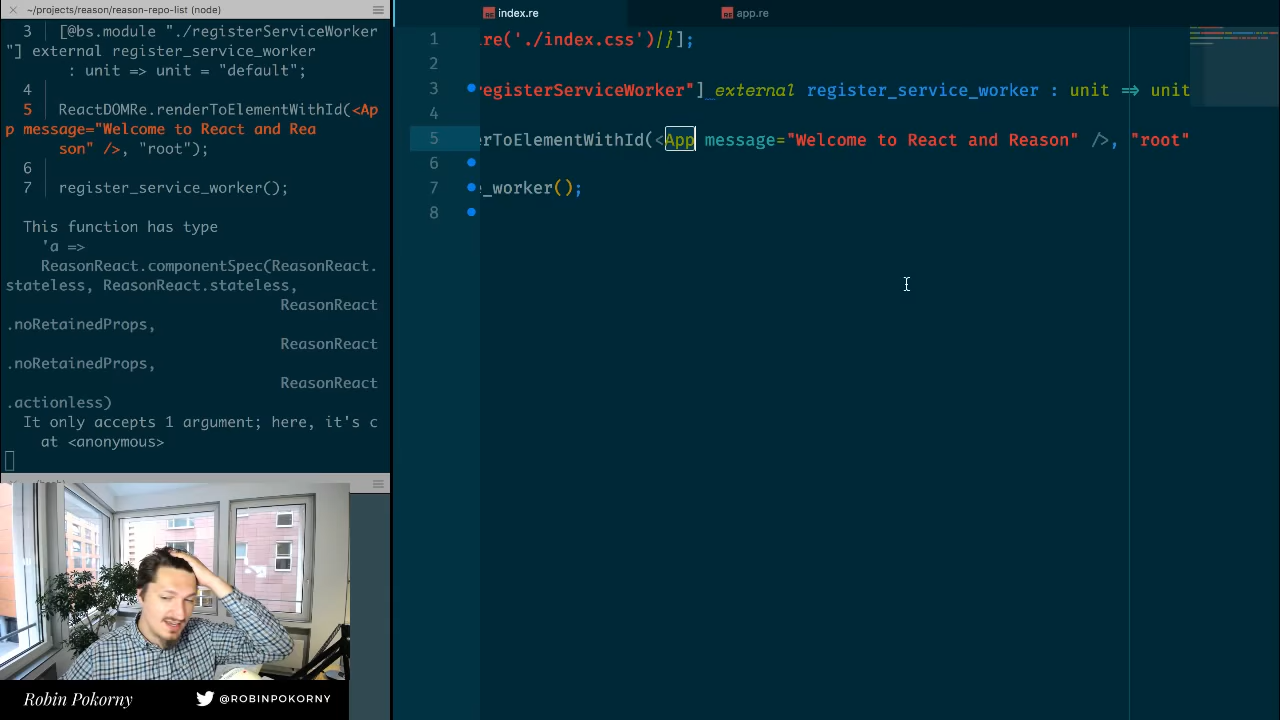 ~/projects/reason/reason-repo-list (node)
3 [@bs.module "./registerServiceWorker
"] external register_service_worker
: unit => unit = "default";
4
5 ReactDOMRe.renderToElementWithId(<Ap
p message="Welcome to React and Rea
son" />, "root");
6
7 register_service_worker();
This function has type
'a =>
ReasonReact.componentSpec(ReasonReact.
stateless, ReasonReact.stateless,
ReasonReact
.noRetainedProps,
ReasonReact
.noRetainedProps,
ReasonReact
.actionless)
It only accepts 1 argument; here, it's c
at <anonymous>
index.re
app.re
1 ire('./index.css')|}];
2
3 registerServiceWorker"] external register_service_worker : unit => unit
4
5 erToElementWithId(<App message="Welcome to React and Reason" />, "root"
6
7 e_worker();
8
Robin Pokorny
@ROBINPOKORNY